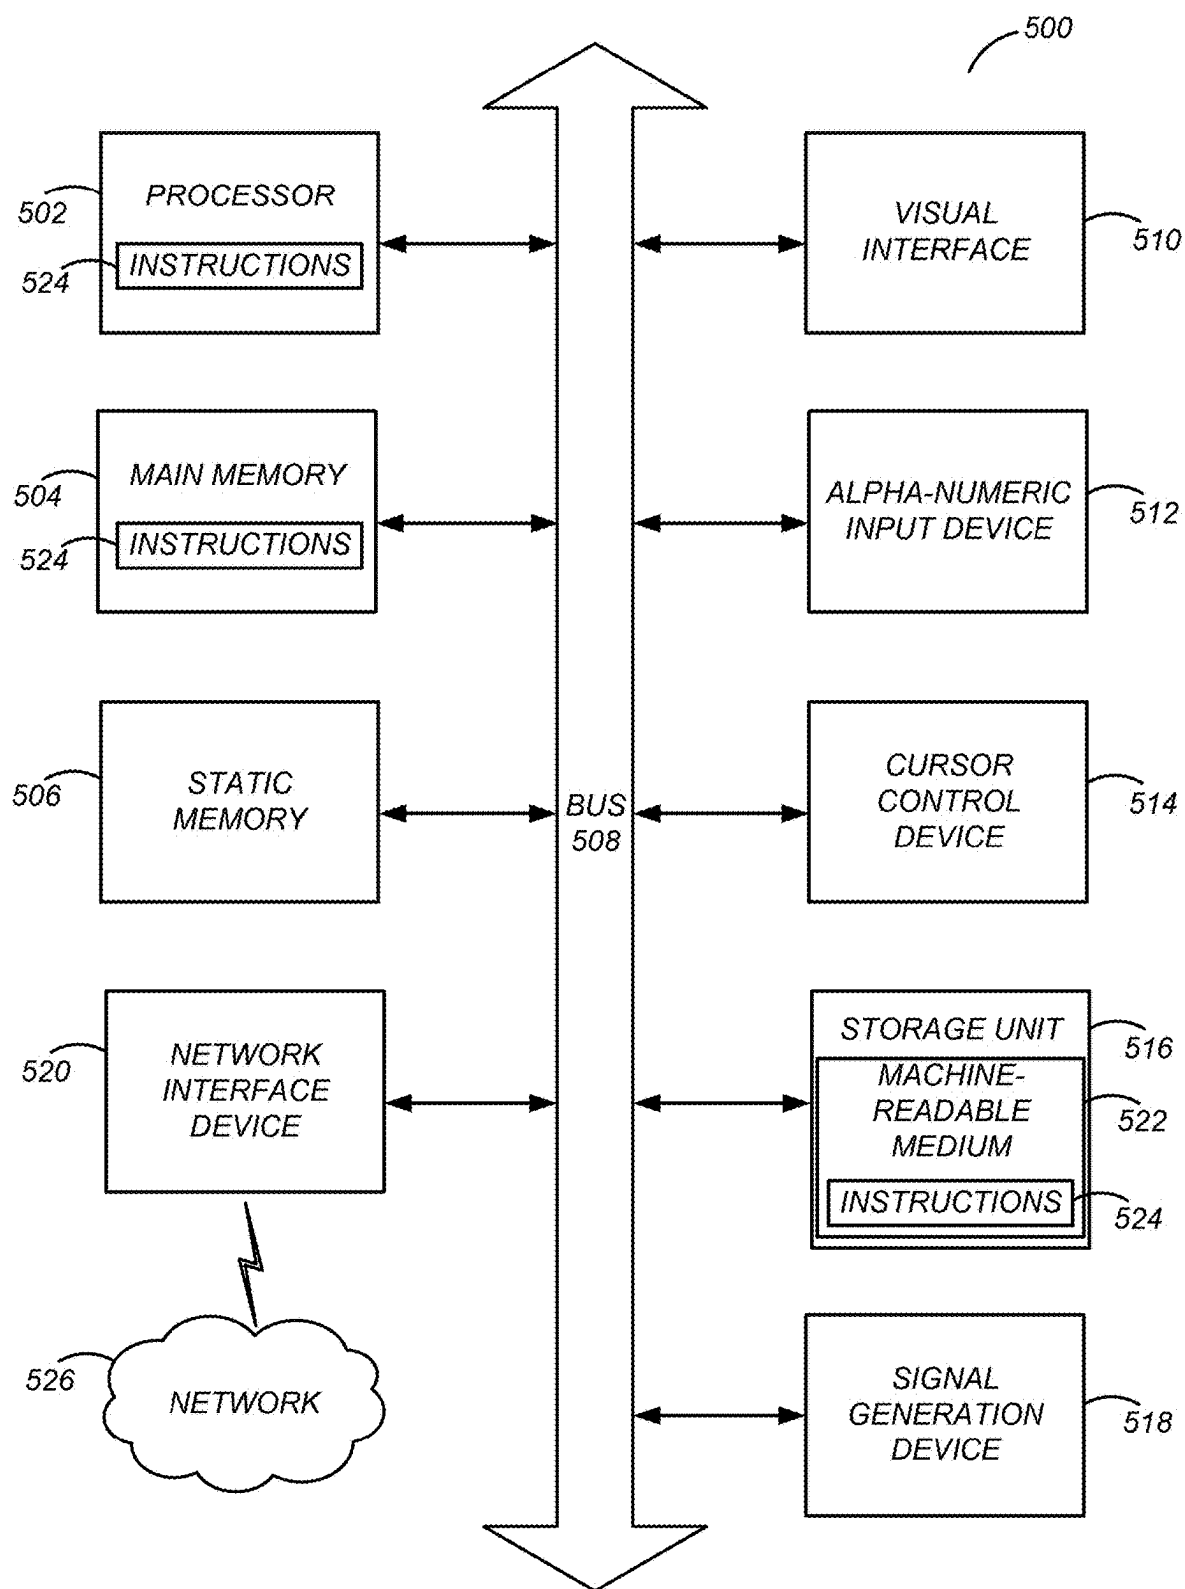 500
PROCESSOR
502
INSTRUCTIONS
524
VISUAL
INTERFACE
510
MAIN MEMORY
504
INSTRUCTIONS
524
ALPHA-NUMERIC
INPUT DEVICE
512
STATIC
MEMORY
506
BUS
508
CURSOR
CONTROL
DEVICE
514
NETWORK
INTERFACE
DEVICE
520
STORAGE UNIT
516
MACHINE-
READABLE
MEDIUM
522
INSTRUCTIONS
524
NETWORK
526
SIGNAL
GENERATION
DEVICE
518